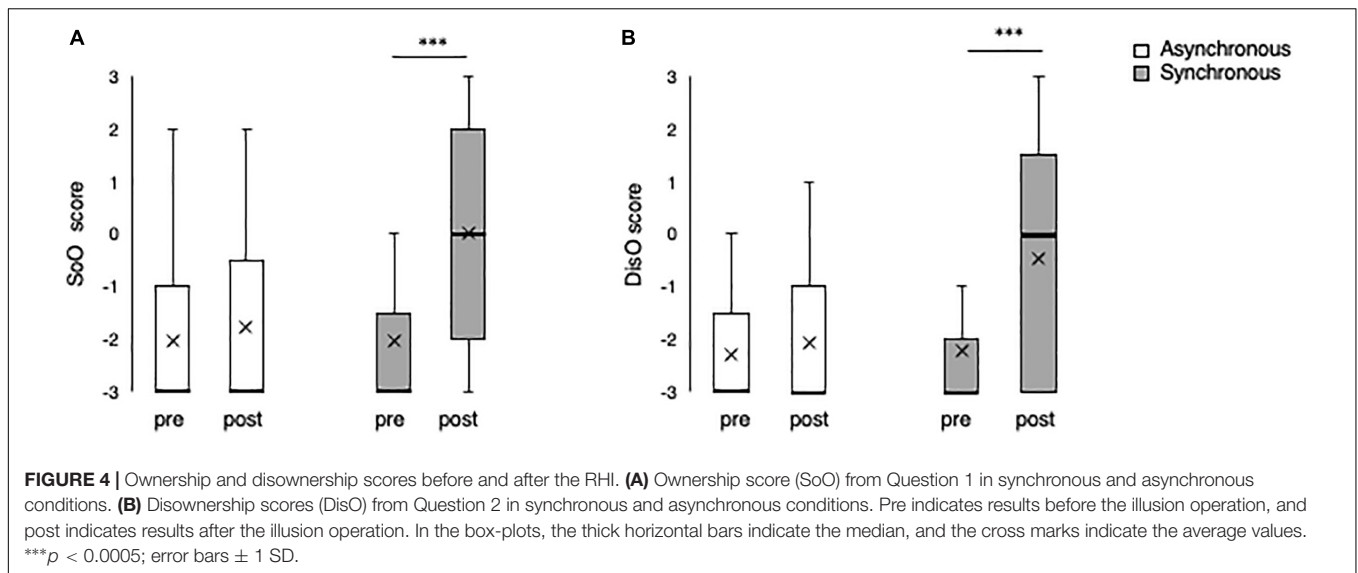 A
B
***
***
Asynchronous
Synchronous
3
2
1
0
-1
-2
-3
SoO score
pre
post
pre
post
3
2
1
0
-1
-2
-3
DisO score
pre
post
pre
post
FIGURE 4 | Ownership and disownership scores before and after the RHI. (A) Ownership score (SoO) from Question 1 in synchronous and asynchronous
conditions. (B) Disownership scores (DisO) from Question 2 in synchronous and asynchronous conditions. Pre indicates results before the illusion operation, and
post indicates results after the illusion operation. In the box-plots, the thick horizontal bars indicate the median, and the cross marks indicate the average values.
***p < 0.0005; error bars ± 1 SD.